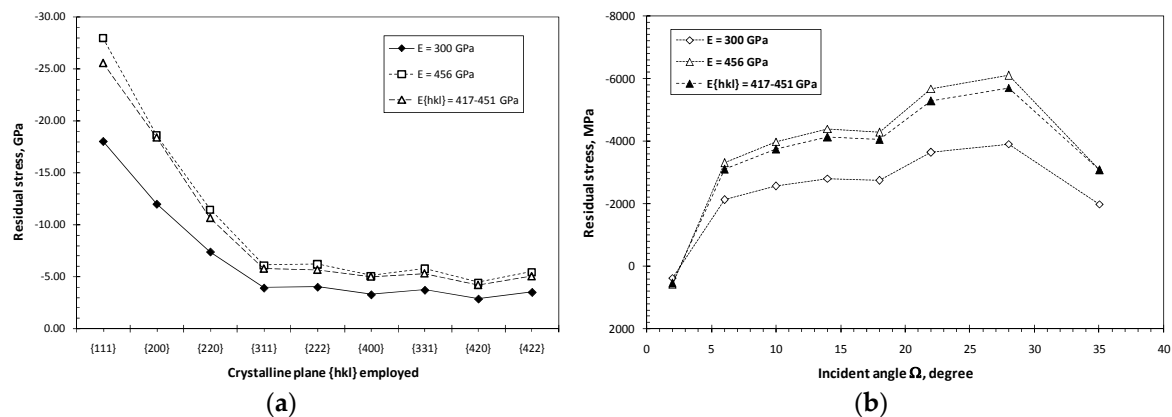 -30.00
-25.00
-20.00
-15.00
-10.00
-5.00
0.00
Residual stress, GPa
E = 300 GPa
E = 456 GPa
E{hkl} = 417-451 GPa
{111} {200} {220} {311} {222} {400} {331} {420} {422}
Crystalline plane {hkl} employed
(a)
-8000
-6000
-4000
-2000
0
2000
Residual stress, MPa
E = 300 GPa
E = 456 GPa
E{hkl} = 417-451 GPa
0 5 10 15 20 25 30 35 40
Incident angle Ω, degree
(b)